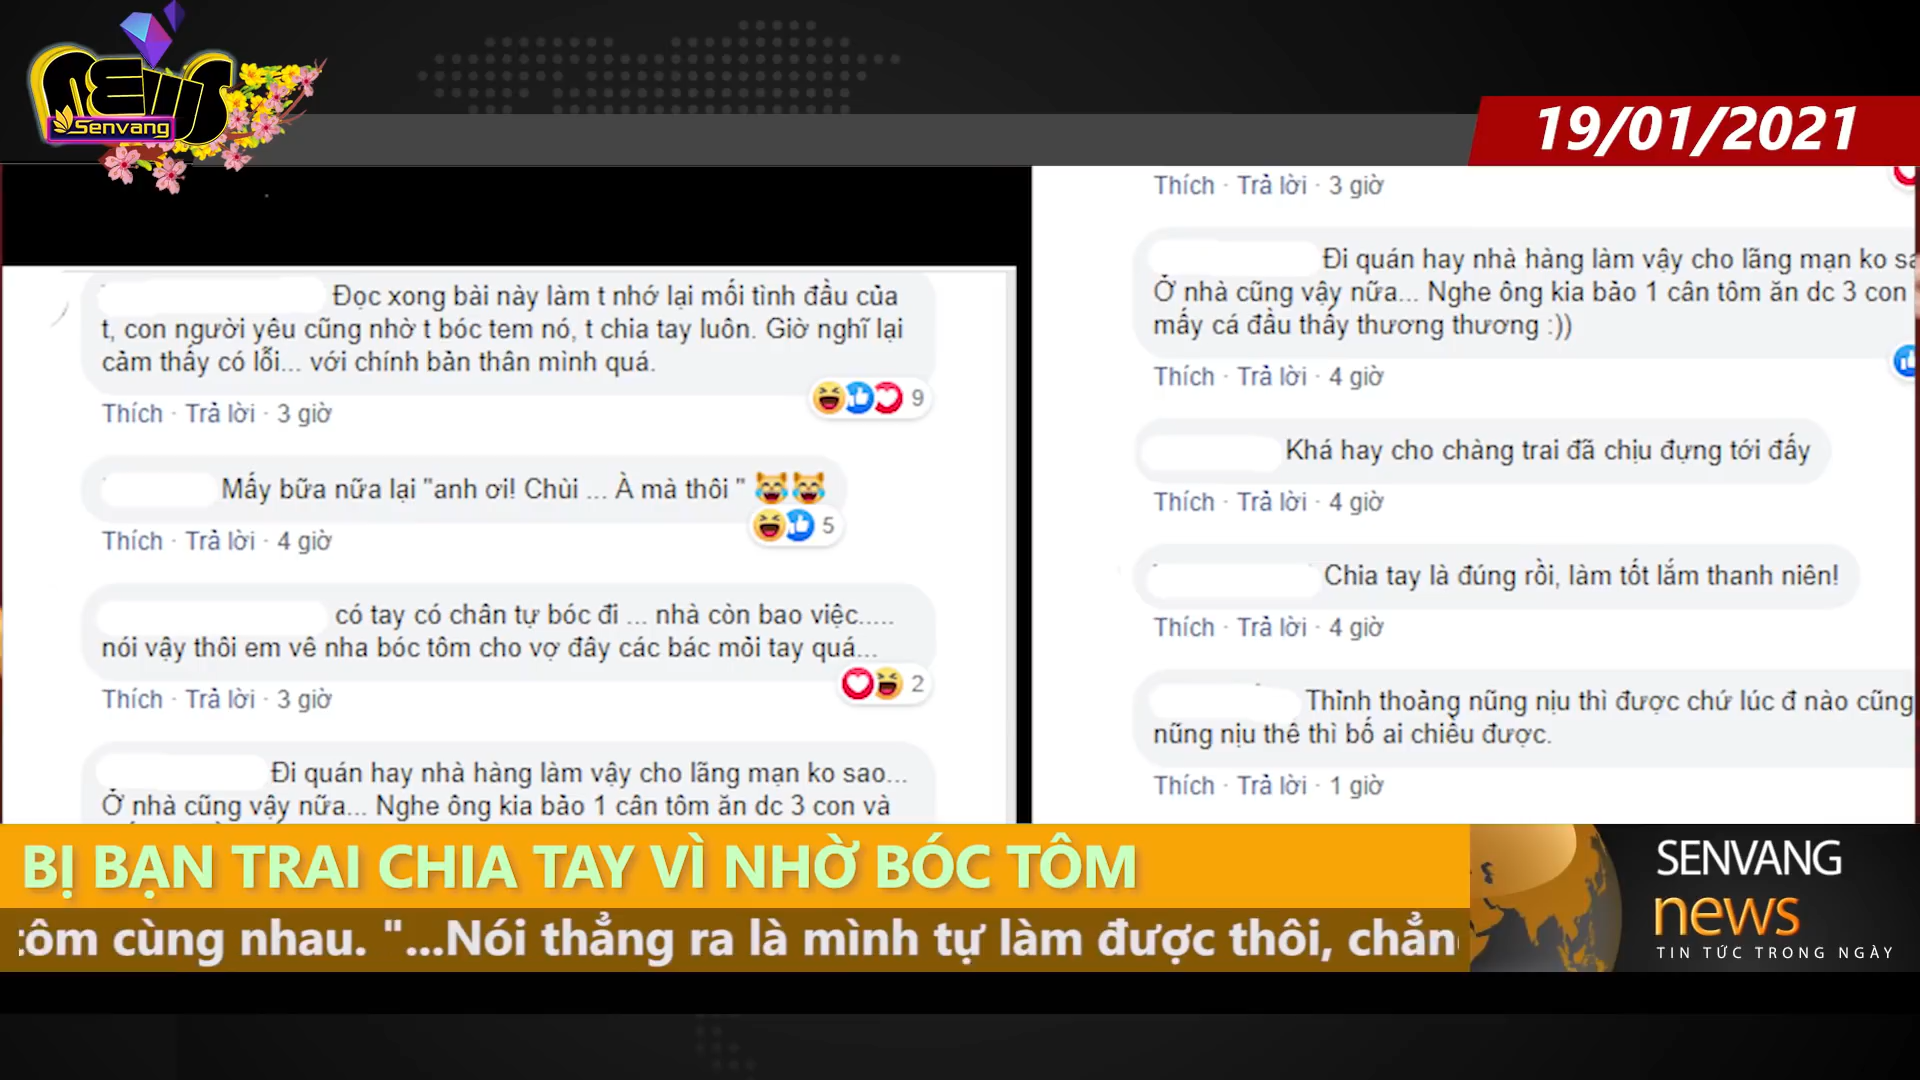 NEWS
Senvang
19/01/2021
Đọc xong bài này làm t nhớ lại mối tình đầu của
t, con người yêu cũng nhờ t bóc tem nó, t chia tay luôn. Giờ nghĩ lại
cảm thấy có lỗi... với chính bản thân mình quá.
9
Thích · Trả lời · 3 giờ
Mấy bữa nữa lại "anh ơi! Chùi ... À mà thôi " 😹😹
5
Thích · Trả lời · 4 giờ
có tay có chân tự bóc đi ... nhà còn bao việc.....
nói vậy thôi em về nha bóc tôm cho vợ đây các bác mỏi tay quá...
2
Thích · Trả lời · 3 giờ
Đi quán hay nhà hàng làm vậy cho lãng mạn ko sao...
Ở nhà cũng vậy nữa... Nghe ông kia bảo 1 cân tôm ăn dc 3 con và
Thích · Trả lời · 3 giờ
Đi quán hay nhà hàng làm vậy cho lãng mạn ko
Ở nhà cũng vậy nữa... Nghe ông kia bảo 1 cân tôm ăn dc 3 con
mấy cá đầu thấy thương thương :))
Thích · Trả lời · 4 giờ
Khá hay cho chàng trai đã chịu đựng tới đấy
Thích · Trả lời · 4 giờ
Chia tay là đúng rồi, làm tốt lắm thanh niên!
Thích · Trả lời · 4 giờ
Thỉnh thoảng nũng nịu thì được chứ lúc đ nào cũng
nũng nịu thế thì bố ai chiều được.
Thích · Trả lời · 1 giờ
BỊ BẠN TRAI CHIA TAY VÌ NHỜ BÓC TÔM
tôm cùng nhau. "...Nói thẳng ra là mình tự làm được thôi, chẳng
SENVANG
news
TIN TỨC TRONG NGÀY